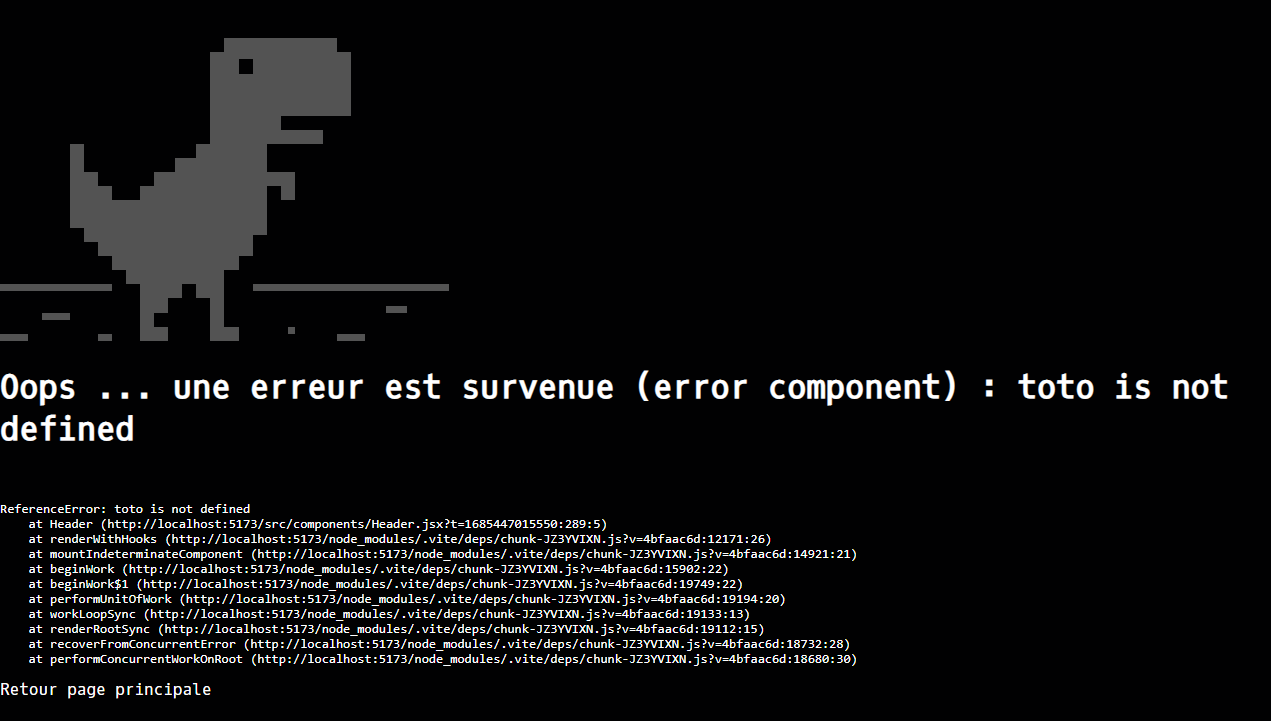 Oops ... une erreur est survenue (error component) : toto is not
defined
ReferenceError: toto is not defined
at Header (http://localhost:5173/src/components/Header.jsx?t=1685447015550:289:5)
at renderWithHooks (http://localhost:5173/node_modules/.vite/deps/chunk-JZ3YVIXN.js?v=4bfaac6d:12171:26)
at mountIndeterminateComponent (http://localhost:5173/node_modules/.vite/deps/chunk-JZ3YVIXN.js?v=4bfaac6d:14921:21)
at beginWork (http://localhost:5173/node_modules/.vite/deps/chunk-JZ3YVIXN.js?v=4bfaac6d:15902:22)
at beginWork$1 (http://localhost:5173/node_modules/.vite/deps/chunk-JZ3YVIXN.js?v=4bfaac6d:19749:22)
at performUnitOfWork (http://localhost:5173/node_modules/.vite/deps/chunk-JZ3YVIXN.js?v=4bfaac6d:19194:20)
at workLoopSync (http://localhost:5173/node_modules/.vite/deps/chunk-JZ3YVIXN.js?v=4bfaac6d:19133:13)
at renderRootSync (http://localhost:5173/node_modules/.vite/deps/chunk-JZ3YVIXN.js?v=4bfaac6d:19112:15)
at recoverFromConcurrentError (http://localhost:5173/node_modules/.vite/deps/chunk-JZ3YVIXN.js?v=4bfaac6d:18732:28)
at performConcurrentWorkOnRoot (http://localhost:5173/node_modules/.vite/deps/chunk-JZ3YVIXN.js?v=4bfaac6d:18680:30)
Retour page principale